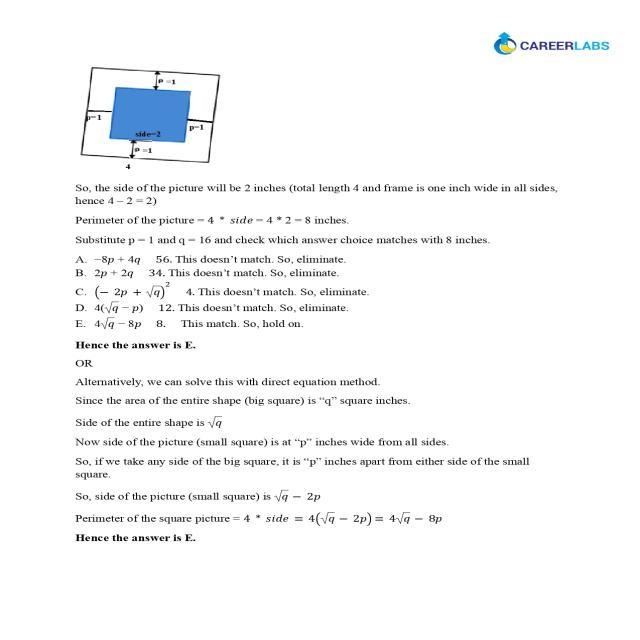 CAREERLABS
p =1
p=1
p=1
side=2
p =1
4
So, the side of the picture will be 2 inches (total length 4 and frame is one inch wide in all sides,
hence 4 – 2 = 2)
Perimeter of the picture = 4 * side = 4 * 2 = 8 inches.
Substitute p = 1 and q = 16 and check which answer choice matches with 8 inches.
A. −8p + 4q 56. This doesn't match. So, eliminate.
B. 2p + 2q 34. This doesn't match. So, eliminate.
C. (− 2p + √q)² 4. This doesn't match. So, eliminate.
D. 4(√q − p) 12. This doesn't match. So, eliminate.
E. 4√q − 8p 8. This match. So, hold on.
Hence the answer is E.
OR
Alternatively, we can solve this with direct equation method.
Since the area of the entire shape (big square) is "q" square inches.
Side of the entire shape is √q
Now side of the picture (small square) is at "p" inches wide from all sides.
So, if we take any side of the big square, it is "p" inches apart from either side of the small
square.
So, side of the picture (small square) is √q − 2p
Perimeter of the square picture = 4 * side = 4(√q − 2p) = 4√q − 8p
Hence the answer is E.